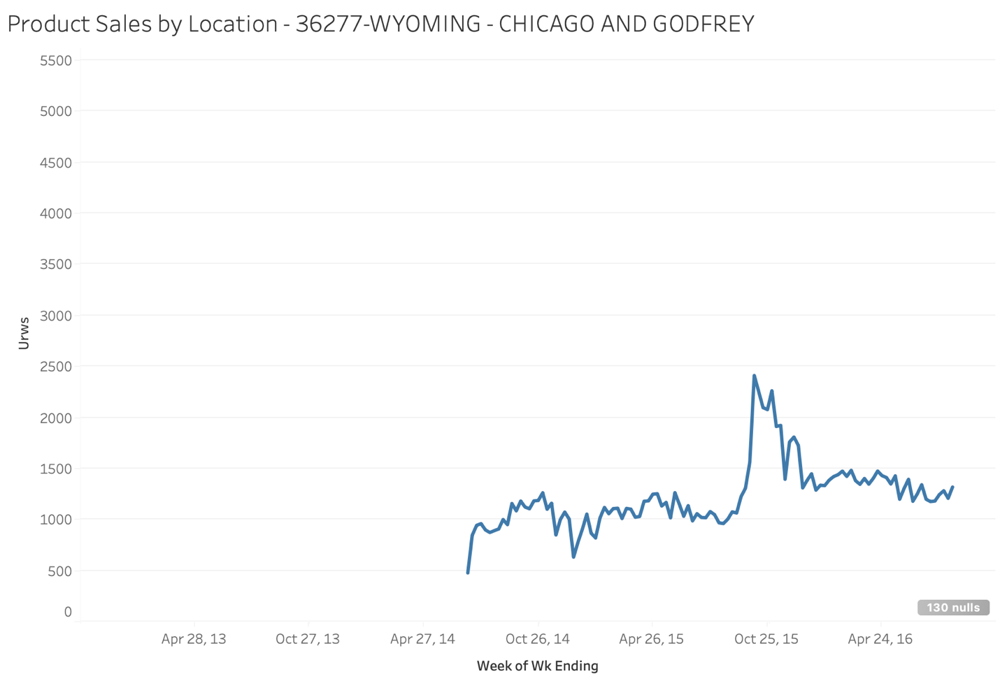 Product Sales by Location - 36277-WYOMING - CHICAGO AND GODFREY
5500
5000
4500
4000
3500
3000
2500
2000
1500
1000
500
0
Urws
130 nulls
Apr 28, 13
Oct 27, 13
Apr 27, 14
Oct 26, 14
Apr 26, 15
Oct 25, 15
Apr 24, 16
Week of Wk Ending